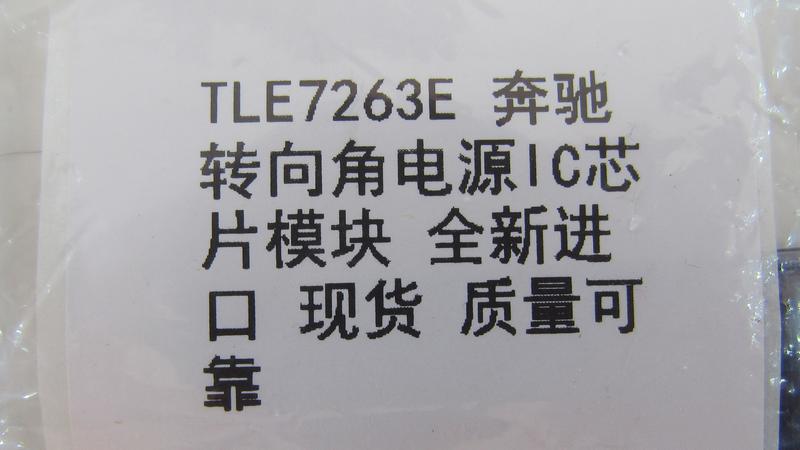 TLE7263E 奔驰
转向角电源IC芯
片模块 全新进
口 现货 质量可
靠